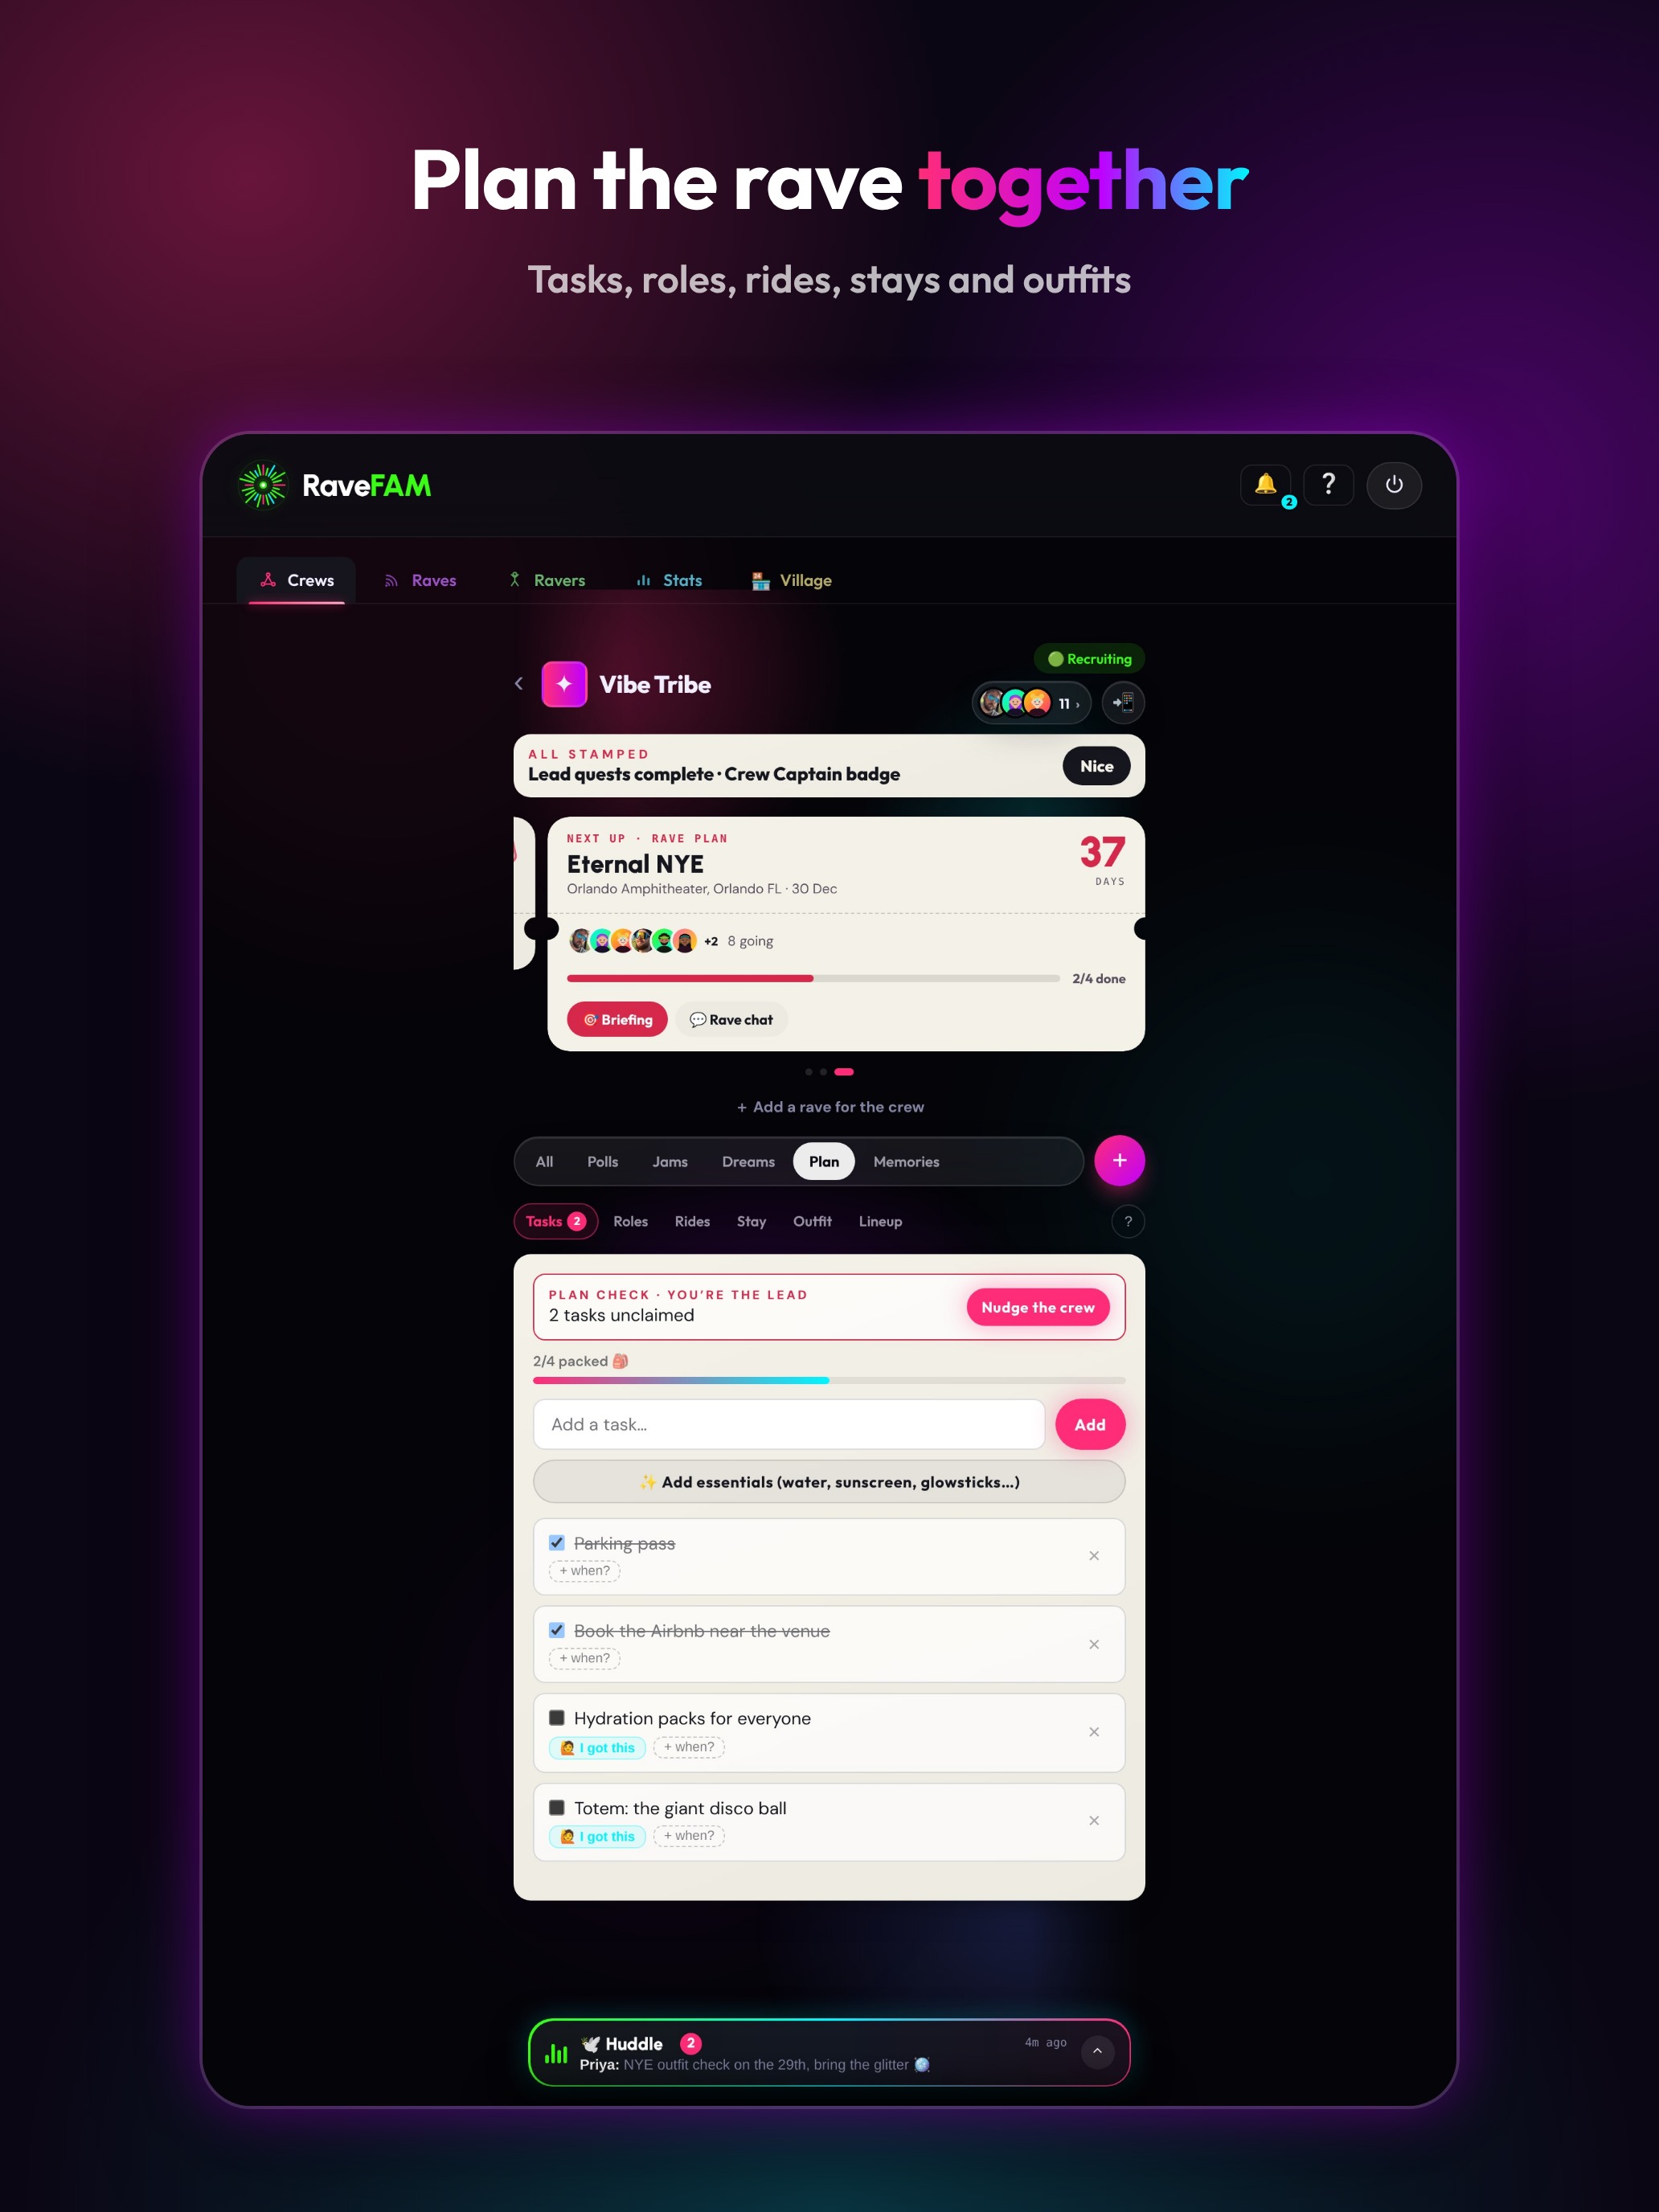 Plan the rave together
Tasks, roles, rides, stays and outfits
RaveFAM
2
?
Crews
Raves
Ravers
Stats
Village
Recruiting
Vibe Tribe
11 ›
ALL STAMPED
Lead quests complete · Crew Captain badge
Nice
NEXT UP · RAVE PLAN
37
Eternal NYE
DAYS
Orlando Amphitheater, Orlando FL · 30 Dec
+2 8 going
2/4 done
Briefing
Rave chat
+ Add a rave for the crew
All
Polls
Jams
Dreams
Plan
Memories
+
Tasks 2
Roles
Rides
Stay
Outfit
Lineup
?
PLAN CHECK · YOU'RE THE LEAD
2 tasks unclaimed
Nudge the crew
2/4 packed
Add a task...
Add
Add essentials (water, sunscreen, glowsticks...)
Parking pass
+ when?
Book the Airbnb near the venue
+ when?
Hydration packs for everyone
I got this
+ when?
Totem: the giant disco ball
I got this
+ when?
Huddle 2
4m ago
Priya: NYE outfit check on the 29th, bring the glitter